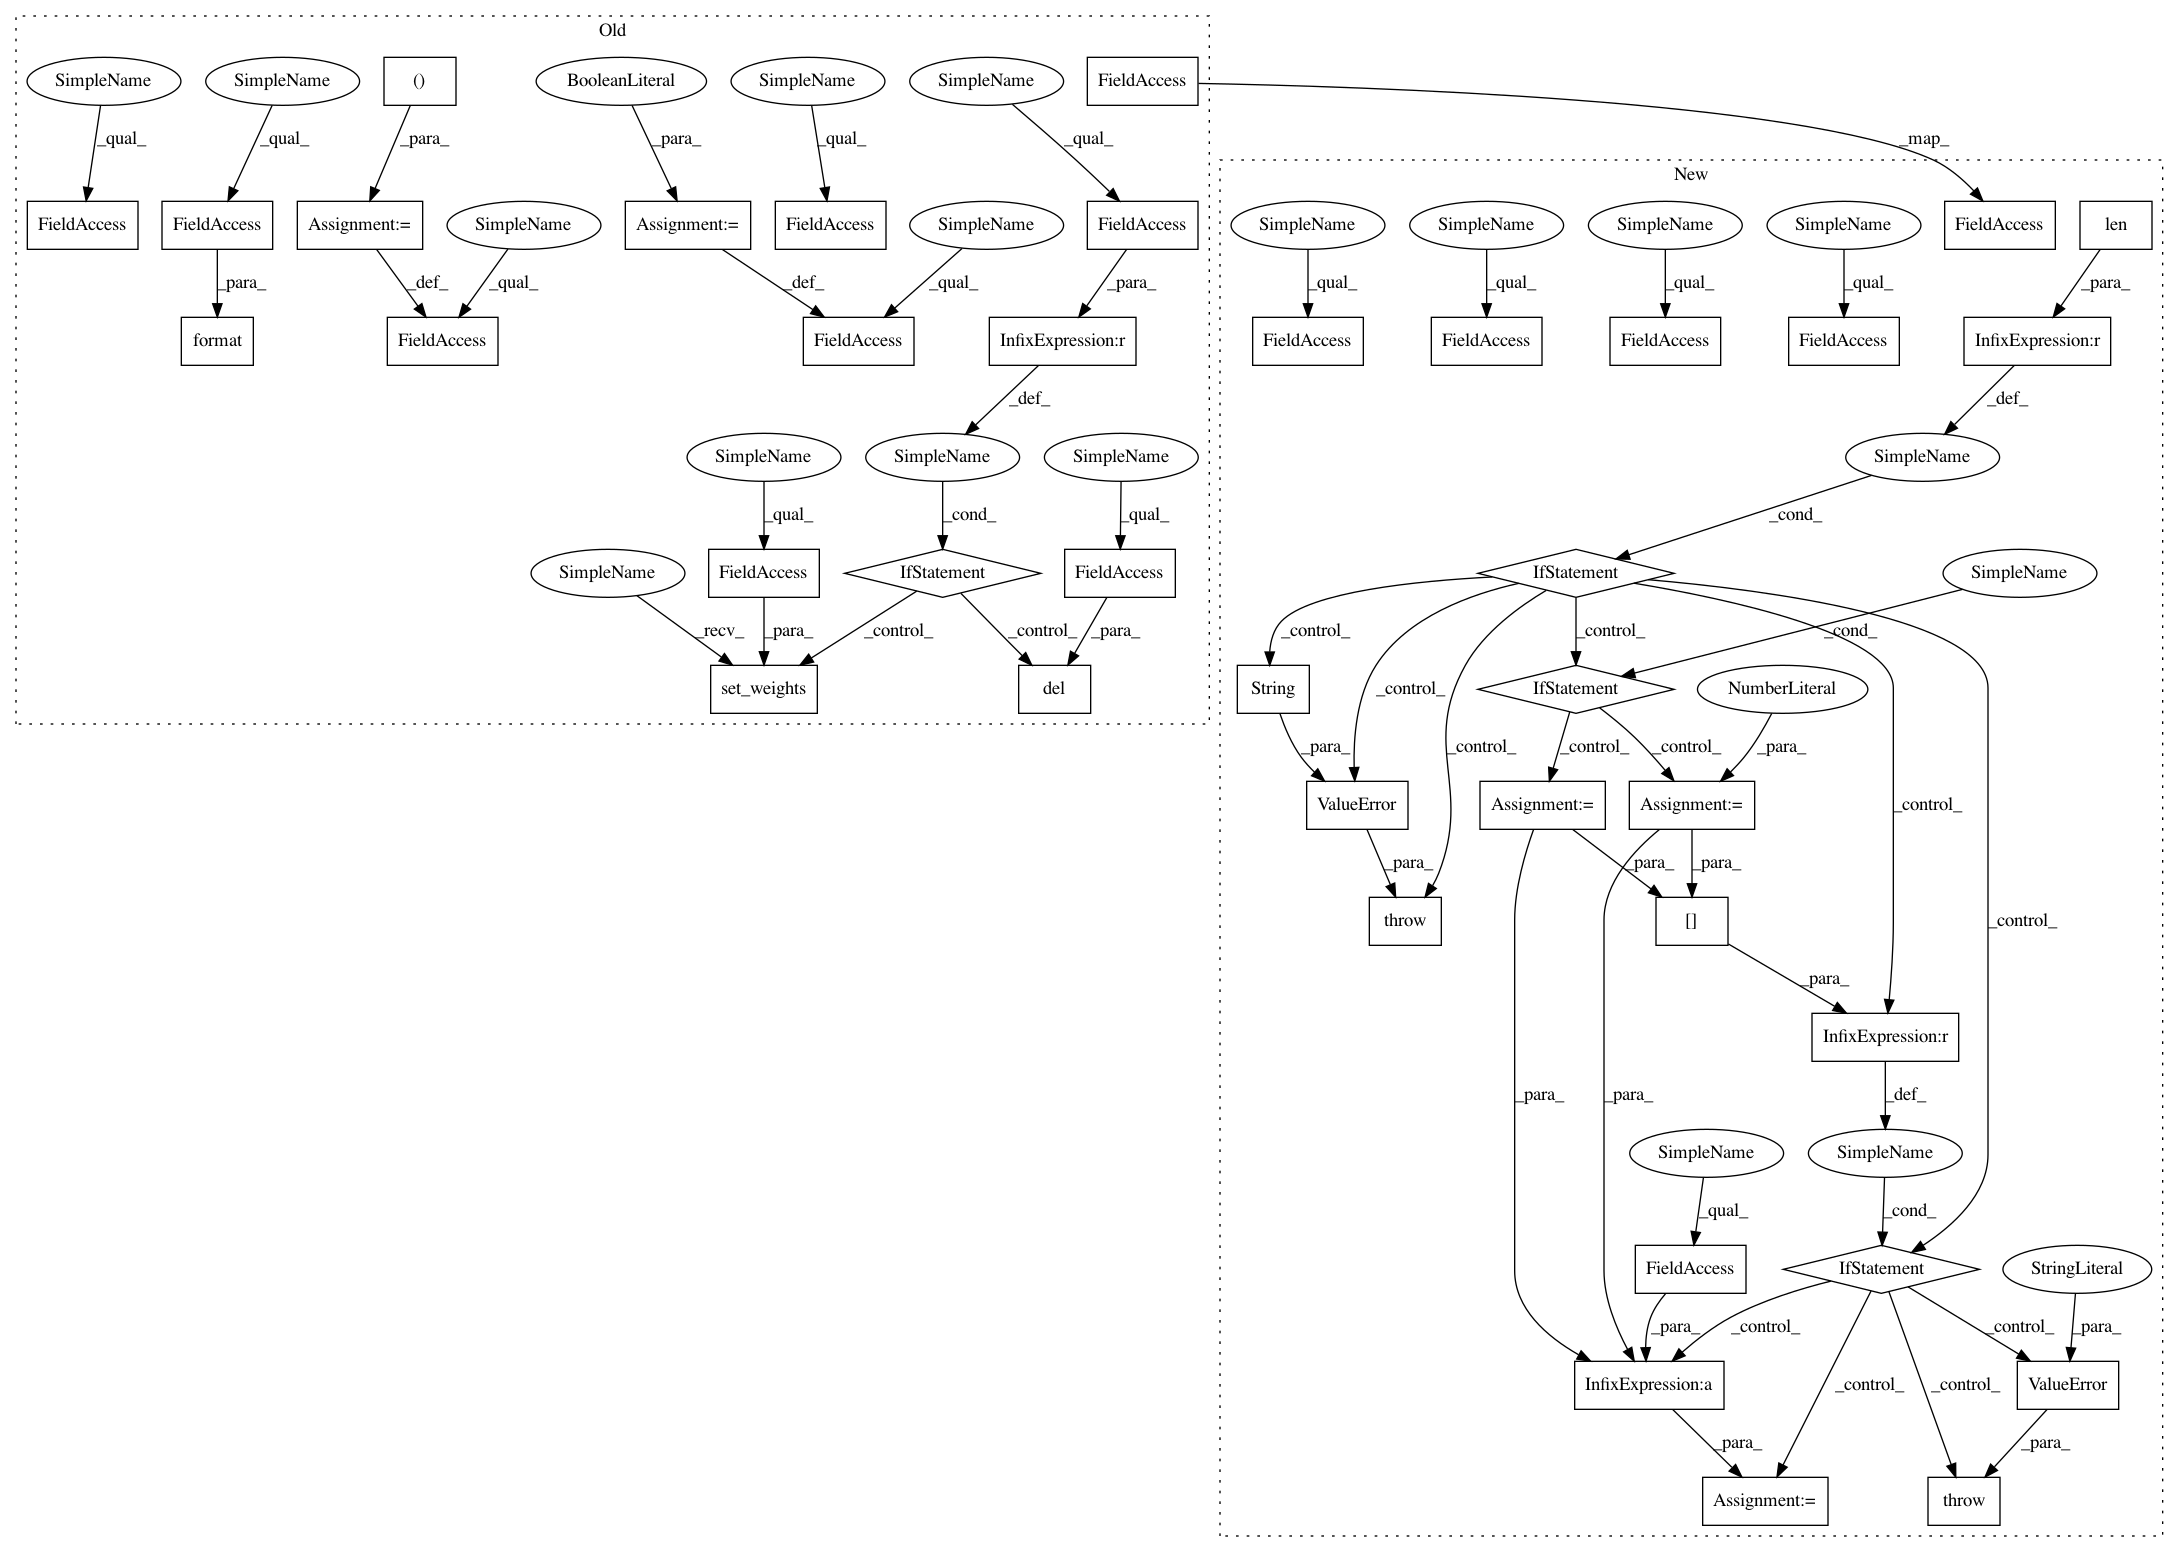 Old
SimpleName SimpleName () BooleanLiteral SimpleName SimpleName FieldAccess
_qual_ _qual_ _para_ _para_ _qual_ _qual_ _map_
New
FieldAccess FieldAccess Assignment:= SimpleName Assignment:= FieldAccess SimpleName FieldAccess SimpleName SimpleName SimpleName SimpleName FieldAccess len
_para_ _def_ _qual_ _def_ _qual_ _para_ _qual_ _qual_ _qual_ _qual_ _para_
format FieldAccess FieldAccess InfixExpression:r FieldAccess FieldAccess FieldAccess FieldAccess InfixExpression:r
_def_ _def_
SimpleName SimpleName SimpleName SimpleName
_qual_ _cond_ _qual_ _cond_
SimpleName FieldAccess IfStatement FieldAccess IfStatement SimpleName
_recv_ _para_ _control_ _control_ _para_ _control_ _control_ _cond_
set_weights del String IfStatement NumberLiteral
_control_
_para_ _control_ _control_ _control_ _para_
ValueError Assignment:= Assignment:= _control_
_para_ _para_ _para_
throw [] _control_
_para_
InfixExpression:r
_para_ _para_ _def_
SimpleName SimpleName
_qual_ _cond_
FieldAccess IfStatement StringLiteral
_para_ _control_ _control_ _para_
InfixExpression:a _control_ _control_ ValueError
_para_ _para_
Assignment:= throw